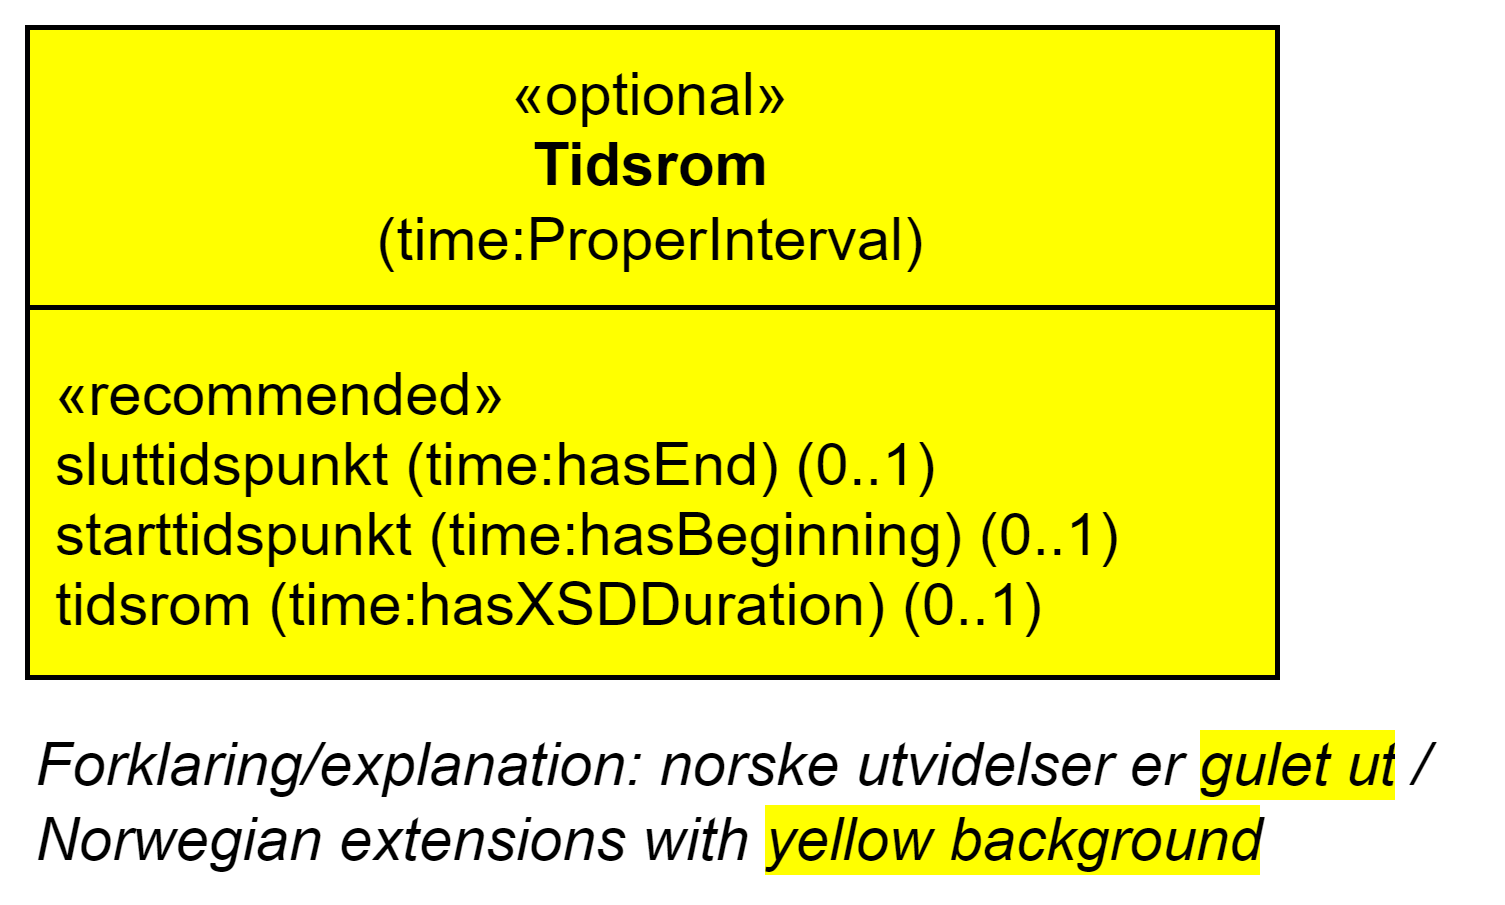 «optional»
Tidsrom
(time:ProperInterval)
«recommended»
sluttidspunkt (time:hasEnd) (0..1)
starttidspunkt (time:hasBeginning) (0..1)
tidsrom (time:hasXSDDuration) (0..1)
Forklaring/explanation: norske utvidelser er gulet ut /
Norwegian extensions with yellow background